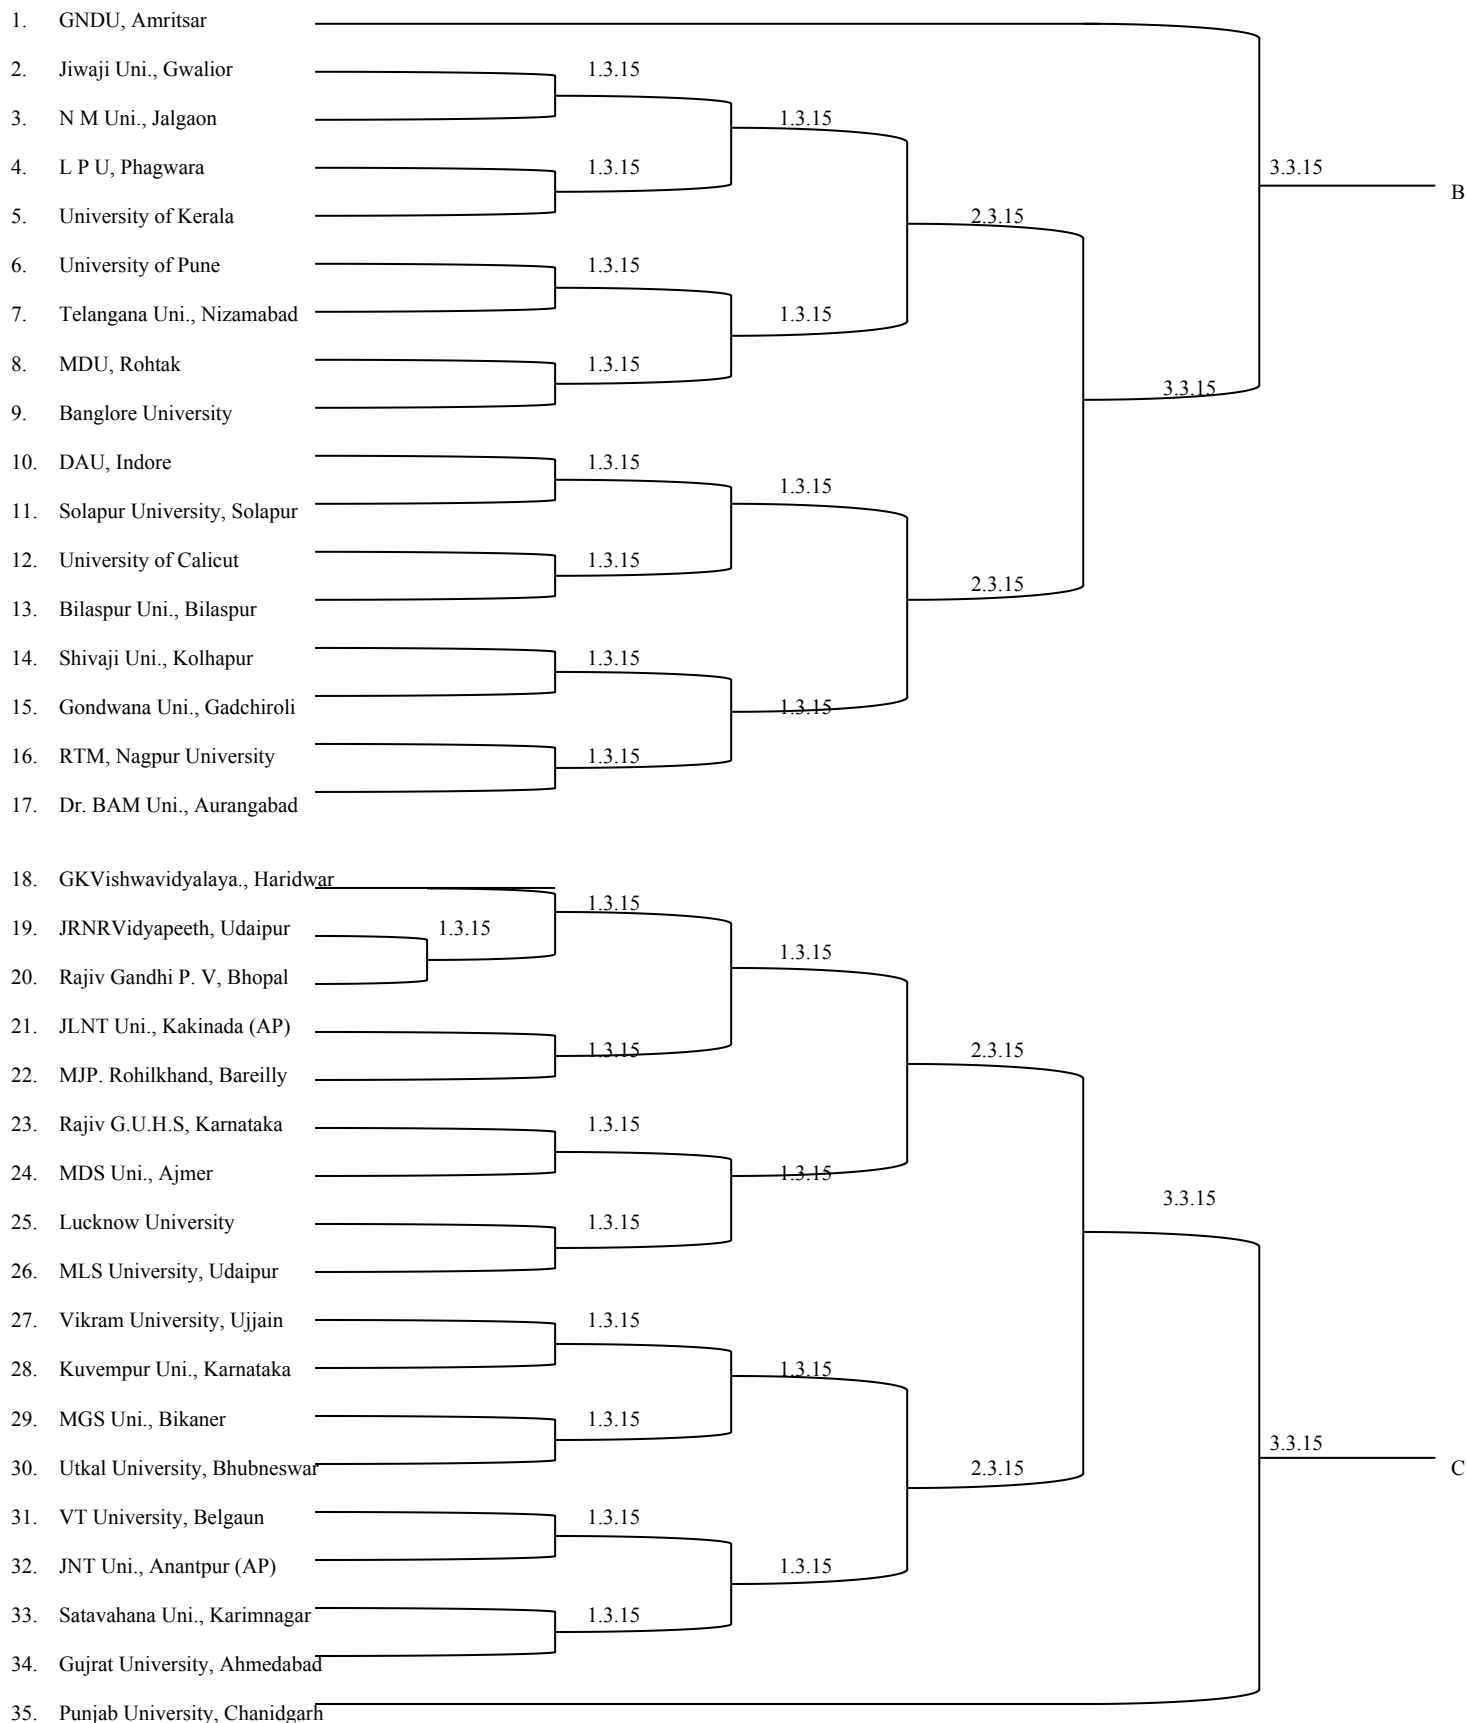 1. GNDU, Amritsar
2. Jiwaji Uni., Gwalior 1.3.15
3. N M Uni., Jalgaon 1.3.15
4. L P U, Phagwara 1.3.15 3.3.15
B
5. University of Kerala 2.3.15
6. University of Pune 1.3.15
7. Telangana Uni., Nizamabad 1.3.15
8. MDU, Rohtak 1.3.15
3.3.15
9. Banglore University
10. DAU, Indore 1.3.15
1.3.15
11. Solapur University, Solapur
12. University of Calicut 1.3.15
2.3.15
13. Bilaspur Uni., Bilaspur
14. Shivaji Uni., Kolhapur 1.3.15
15. Gondwana Uni., Gadchiroli 1.3.15
16. RTM, Nagpur University 1.3.15
17. Dr. BAM Uni., Aurangabad
18. GKVishwavidyalaya., Haridwar
1.3.15
19. JRNRVidyapeeth, Udaipur 1.3.15
1.3.15
20. Rajiv Gandhi P. V, Bhopal
21. JLNT Uni., Kakinada (AP)
1.3.15 2.3.15
22. MJP. Rohilkhand, Bareilly
23. Rajiv G.U.H.S, Karnataka 1.3.15
24. MDS Uni., Ajmer 1.3.15
3.3.15
25. Lucknow University 1.3.15
26. MLS University, Udaipur
27. Vikram University, Ujjain 1.3.15
28. Kuvempur Uni., Karnataka 1.3.15
29. MGS Uni., Bikaner 1.3.15
3.3.15
30. Utkal University, Bhubneswar 2.3.15 C
31. VT University, Belgaun 1.3.15
32. JNT Uni., Anantpur (AP) 1.3.15
33. Satavahana Uni., Karimnagar 1.3.15
34. Gujrat University, Ahmedabad
35. Punjab University, Chanidgarh